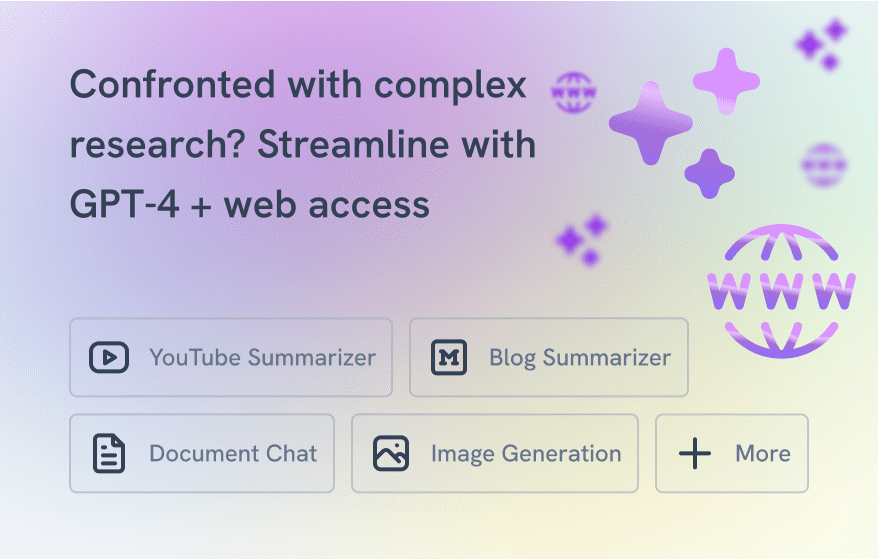 Confronted with complex
research? Streamline with
GPT-4 + web access
www
www
www
YouTube Summarizer
Blog Summarizer
Document Chat
Image Generation
More